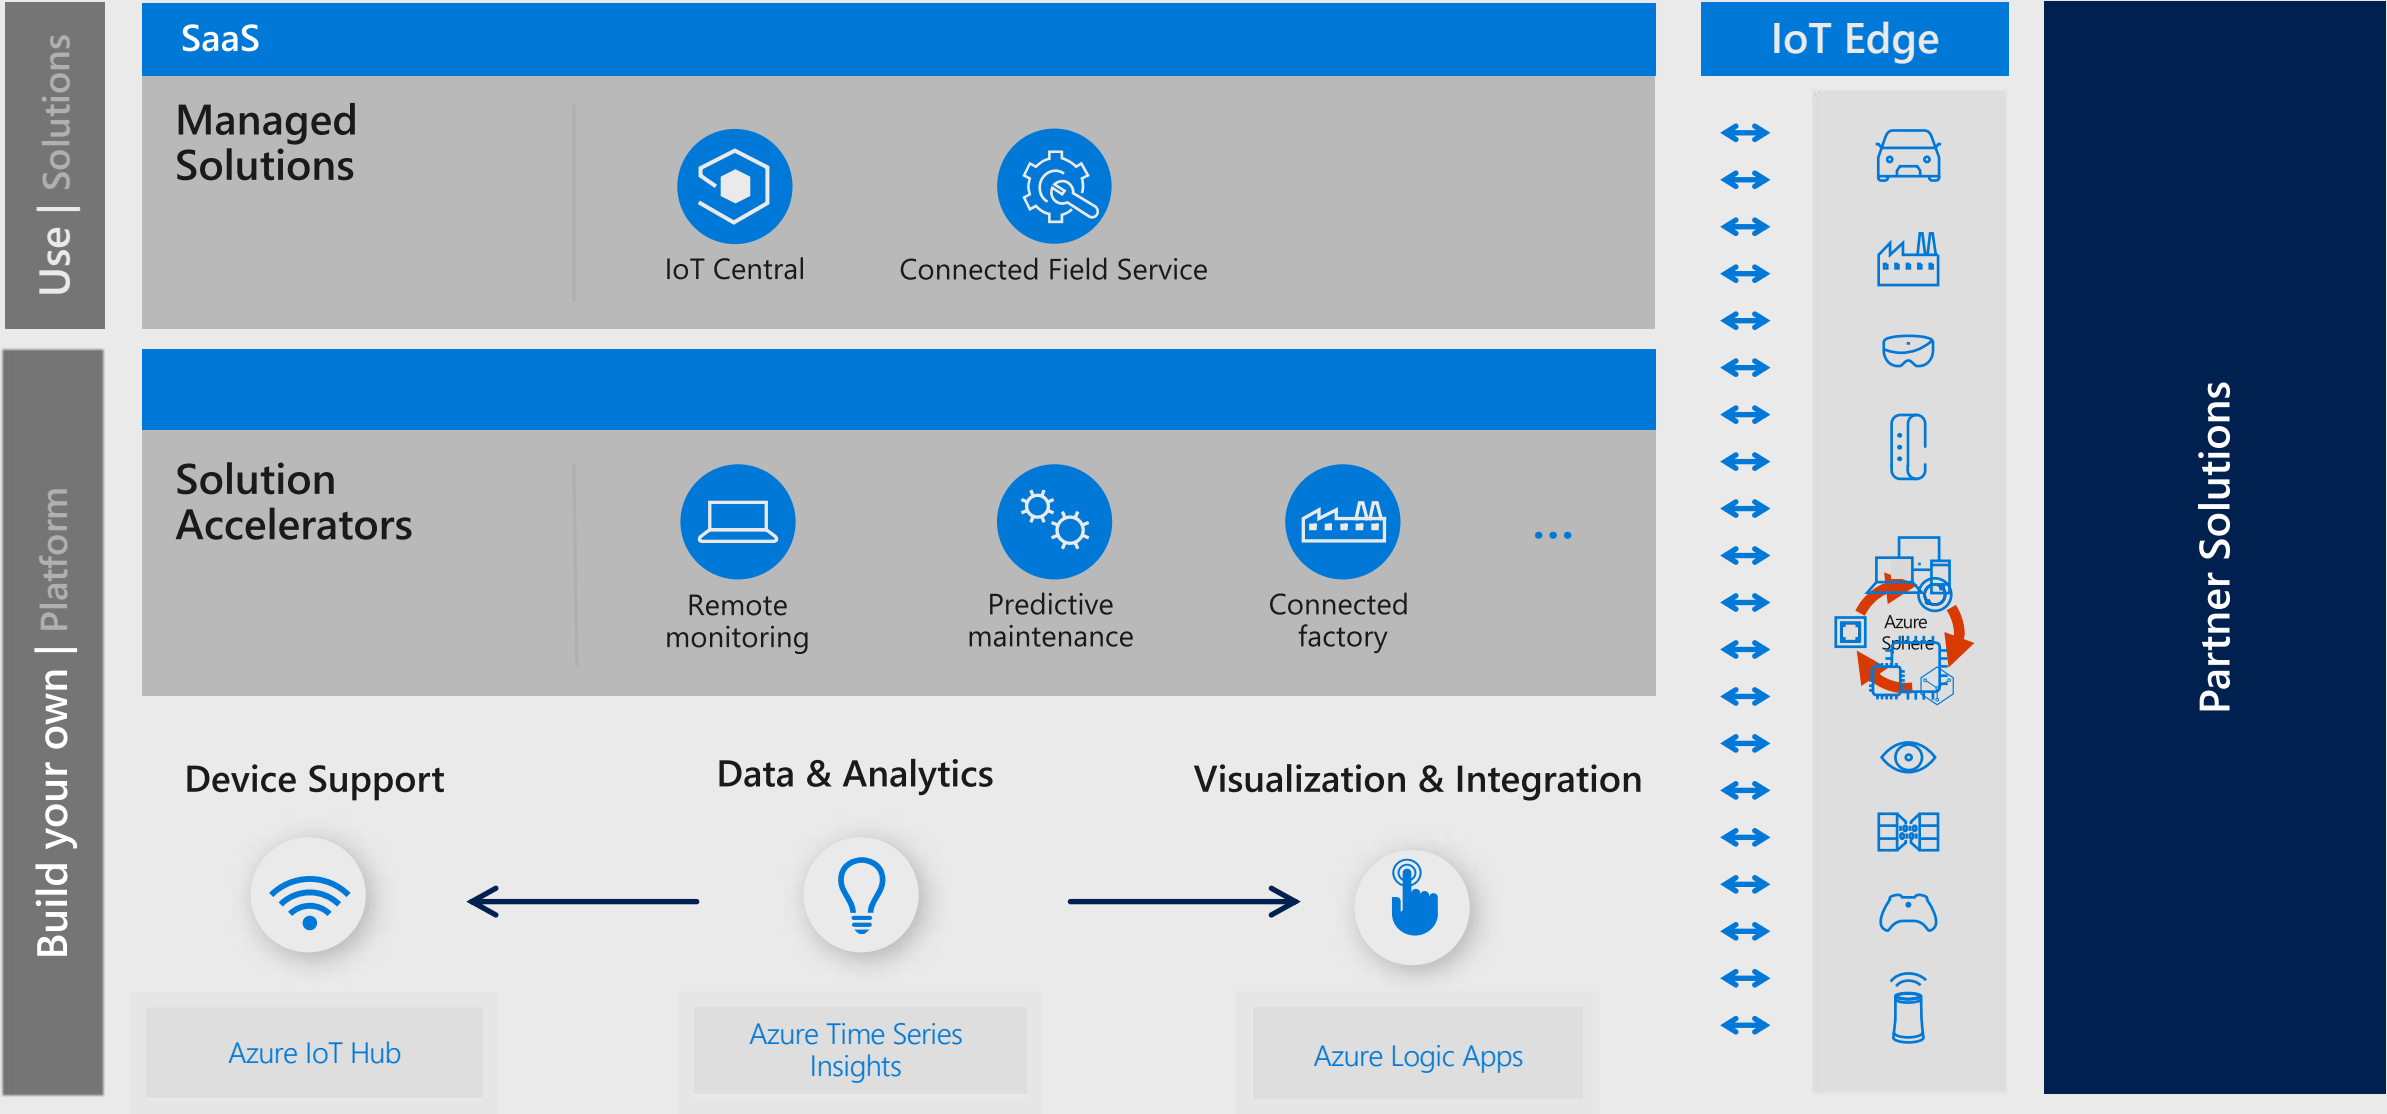 Use | Solutions
SaaS
Managed
Solutions
IoT Central
Connected Field Service
Build your own | Platform
Solution
Accelerators
Remote
monitoring
Predictive
maintenance
Connected
factory
...
Device Support
Data & Analytics
Visualization & Integration
Azure IoT Hub
Azure Time Series
Insights
Azure Logic Apps
IoT Edge
Azure
Sphere
Partner Solutions